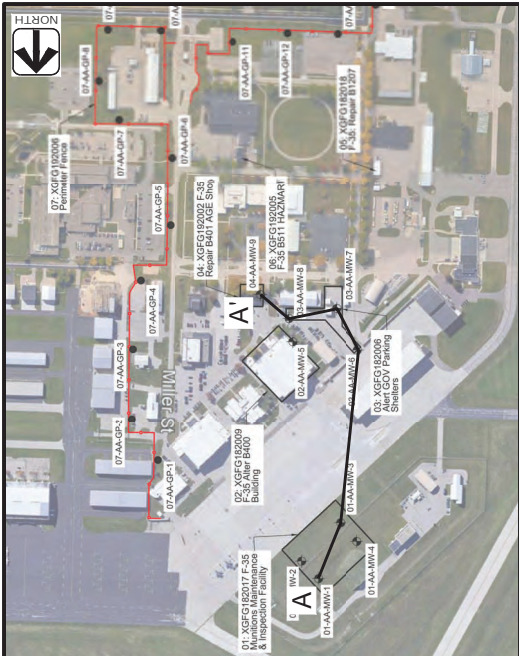 NORTH
07-AA-GP-8
07: XGFG192006
Perimeter Fence
07-AA-GP-7
07-AA-GP-6
07-AA-GP-5
07-AA-GP-4
07-AA-GP-3
07-AA-GP-2
07-AA-GP-1
07-AA-GP-11
07-AA-GP-12
05: XGFG182018
F-35: Repair B1207
06: XGFG192005
F-35 B511 HAZMART
04: XGFG192002 F-35
Repair B401 AGE Shop
04-AA-MW-9
A'
03-AA-MW-8
03-AA-MW-7
02-AA-MW-5
Miller St
02: XGFG182009
F-35 Alter B400
Building
03: XGFG182006
Alert GOV Parking
Shelters
01-AA-MW-3
01: XGFG182017 F-35
Munitions Maintenance
& Inspection Facility
A
01-AA-MW-4
01-AA-MW-1